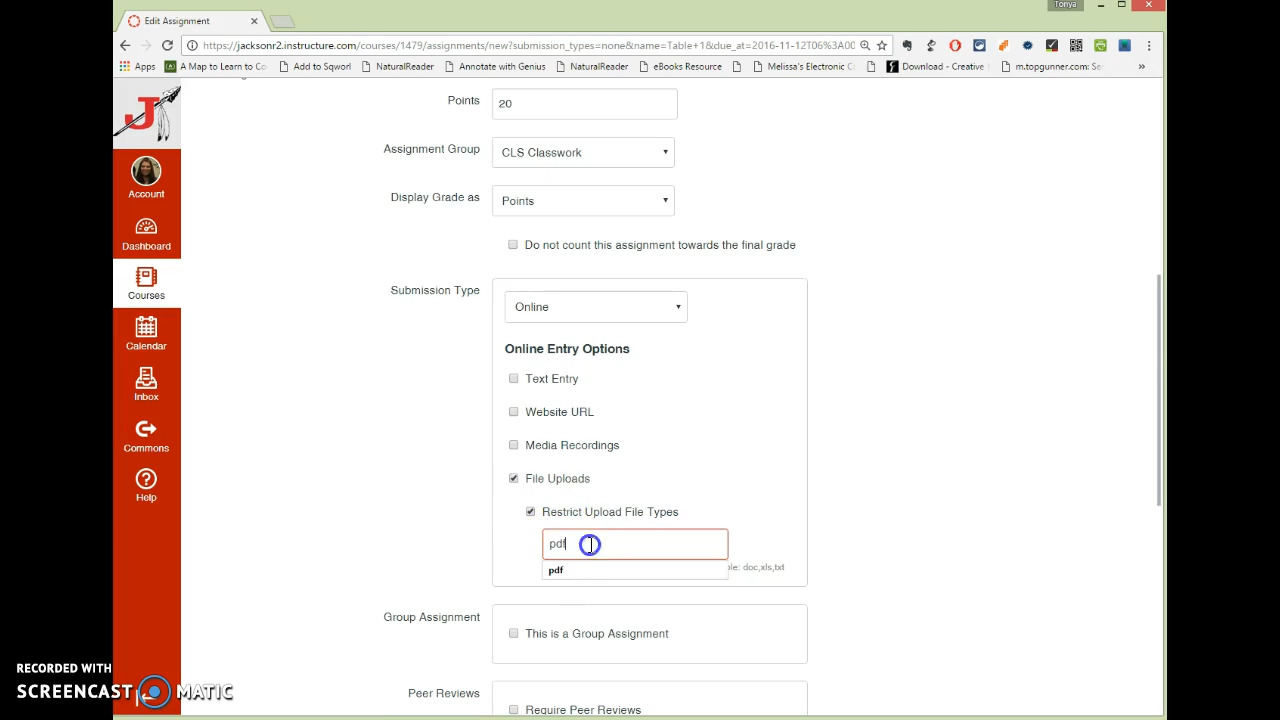 Tonya
Edit Assignment
https://jacksonr2.instructure.com/courses/1479/assignments/new?submission_types=none&name=Table+1&due_at=2016-11-12T06%3A00
Apps
A Map to Learn to Co
Add to Sqworl
NaturalReader
Annotate with Genius
NaturalReader
eBooks Resource
Melissa's Electronic C
Download - Creative
m.topgunner.com: Se
»
J
Account
Dashboard
Courses
Calendar
Inbox
Commons
Help
Points
20
Assignment Group
CLS Classwork
Display Grade as
Points
Do not count this assignment towards the final grade
Submission Type
Online
Online Entry Options
Text Entry
Website URL
Media Recordings
File Uploads
Restrict Upload File Types
pdf
pdf
doc,xls,txt
Group Assignment
This is a Group Assignment
Peer Reviews
Require Peer Reviews
RECORDED WITH
SCREENCAST MATIC